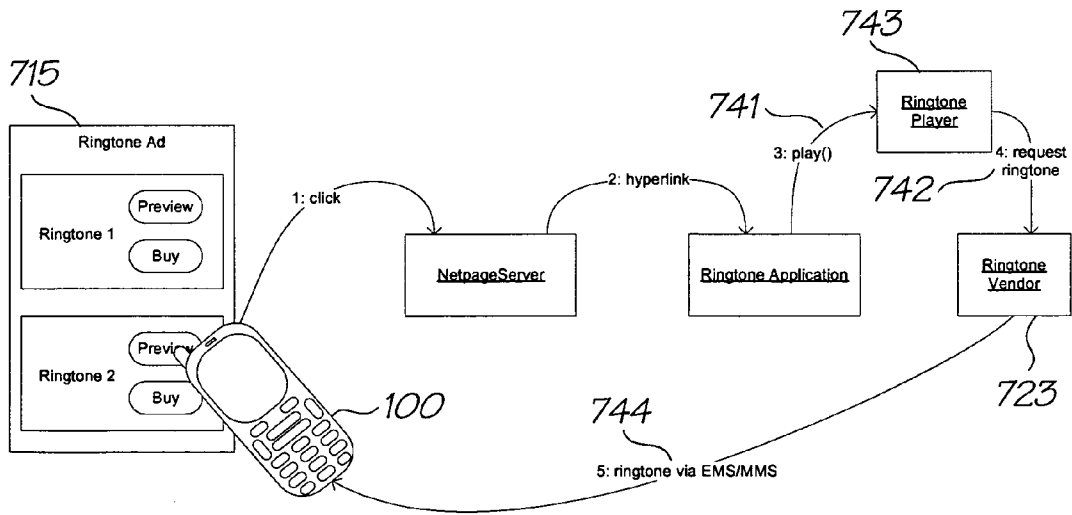 715
743
Ringtone Ad
741
Ringtone
Player
3: play()
4: request
ringtone
742
1: click
2: hyperlink
Ringtone 1
Preview
Buy
NetpageServer
Ringtone Application
Ringtone
Vendor
Ringtone 2
Preview
Buy
100
744
723
5: ringtone via EMS/MMS